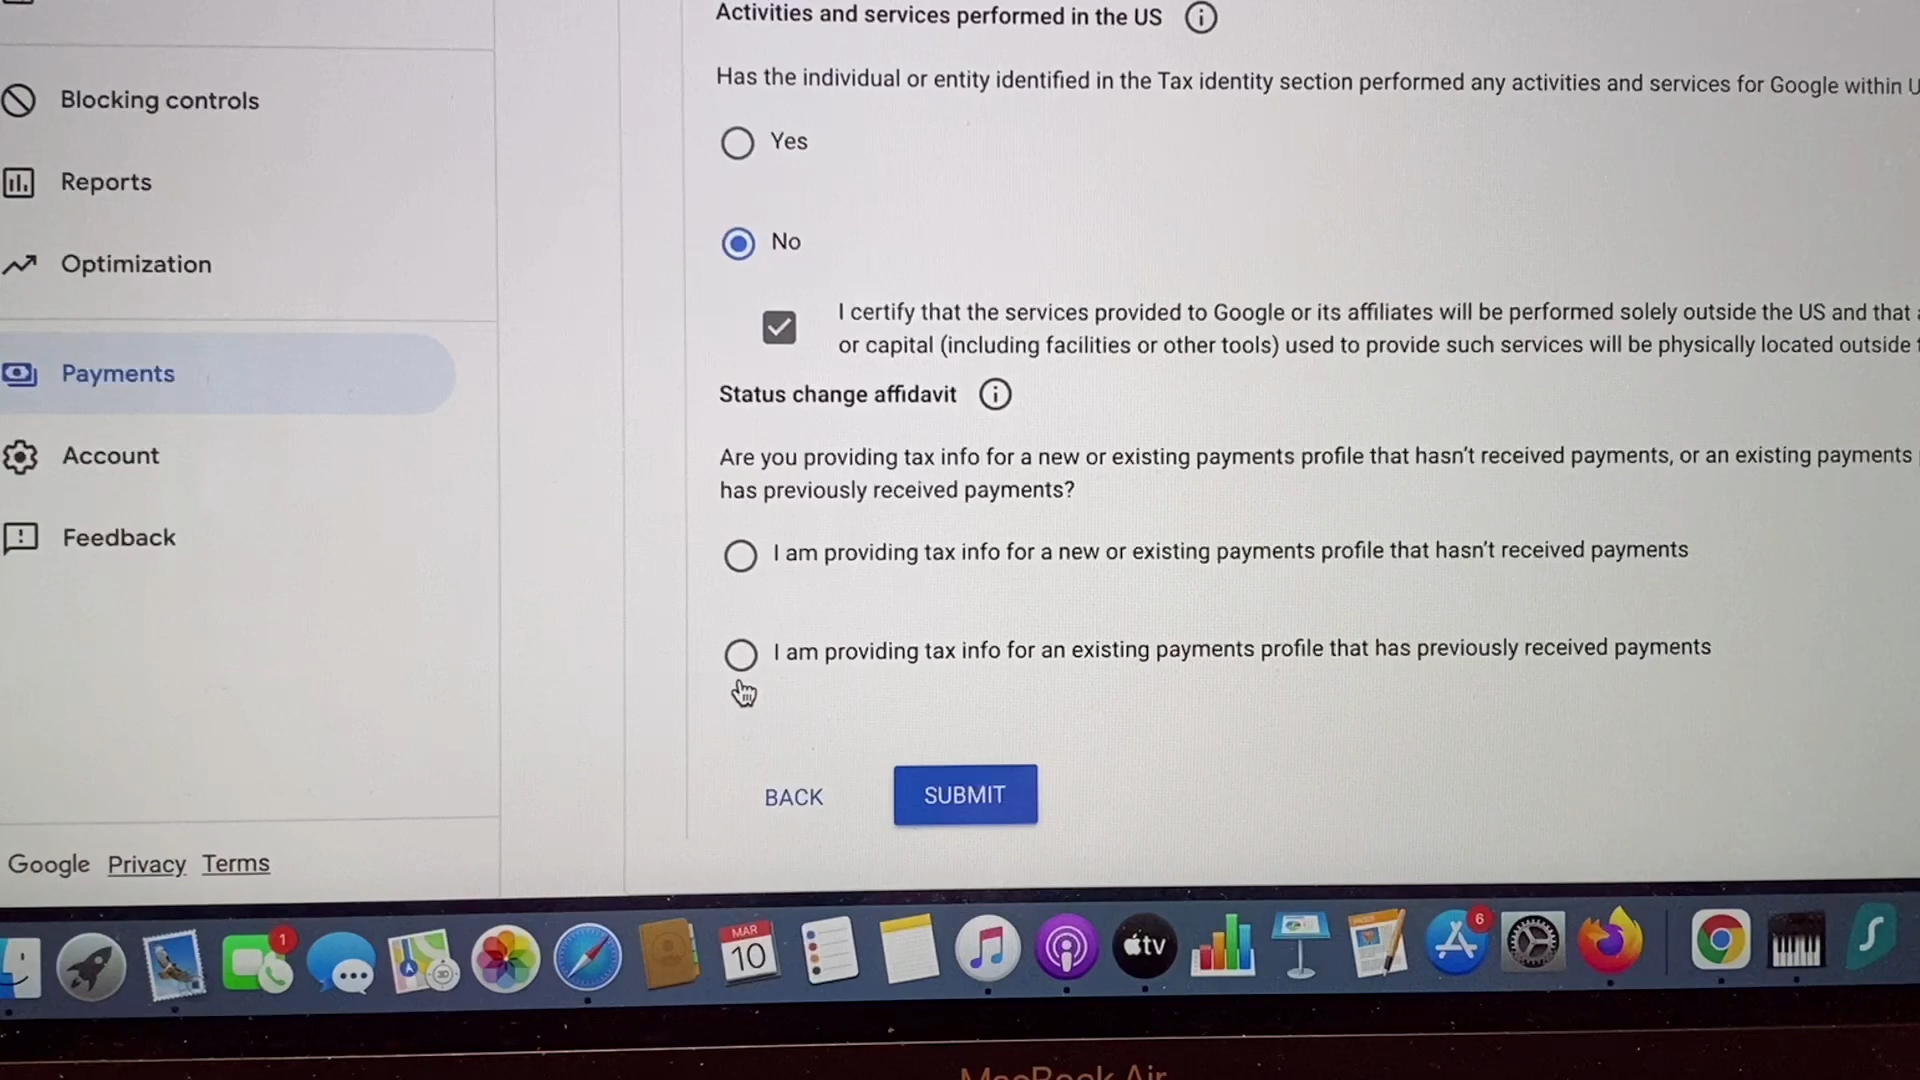 Activities and services performed in the US
Has the individual or entity identified in the Tax identity section performed any activities and services for Google within
Blocking controls
Yes
Reports
No
Optimization
I certify that the services provided to Google or its affiliates will be performed solely outside the US and that
or capital (including facilities or other tools) used to provide such services will be physically located outside
Payments
Status change affidavit
Account
Are you providing tax info for a new or existing payments profile that hasn't received payments, or an existing payments
has previously received payments?
Feedback
I am providing tax info for a new or existing payments profile that hasn't received payments
I am providing tax info for an existing payments profile that has previously received payments
BACK
SUBMIT
Google Privacy Terms
1
MAR
10
tv
6
MacBook Air